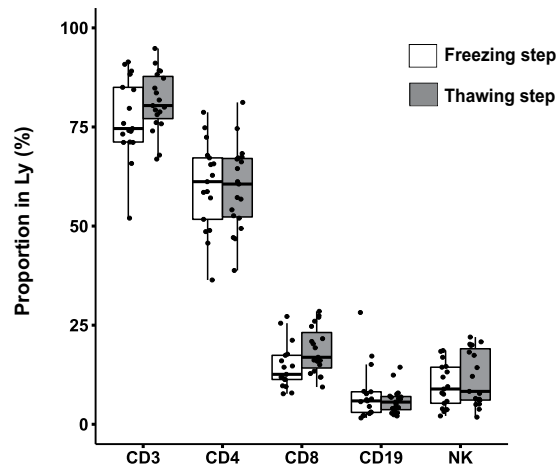 Proportion in Ly (%)
100
75
50
25
0
Freezing step
Thawing step
CD3 CD4 CD8 CD19 NK